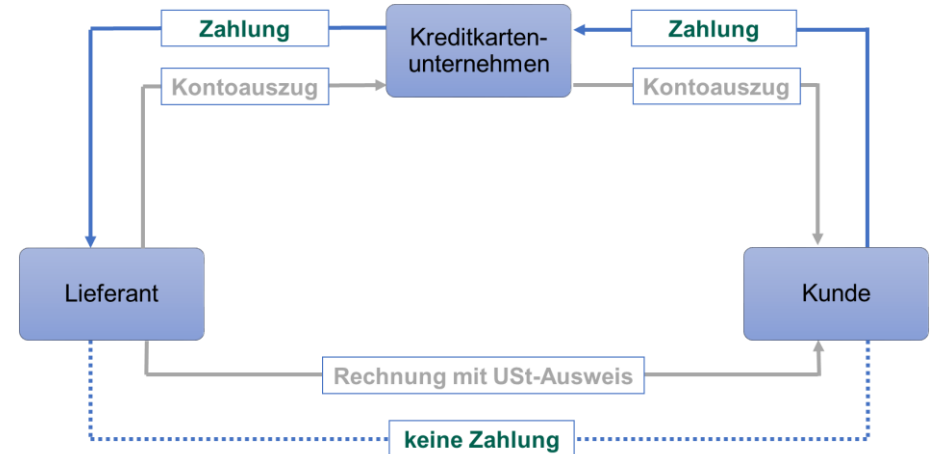 Zahlung
Kreditkarten-
unternehmen
Zahlung
Kontoauszug
Kontoauszug
Lieferant
Kunde
Rechnung mit USt-Ausweis
keine Zahlung